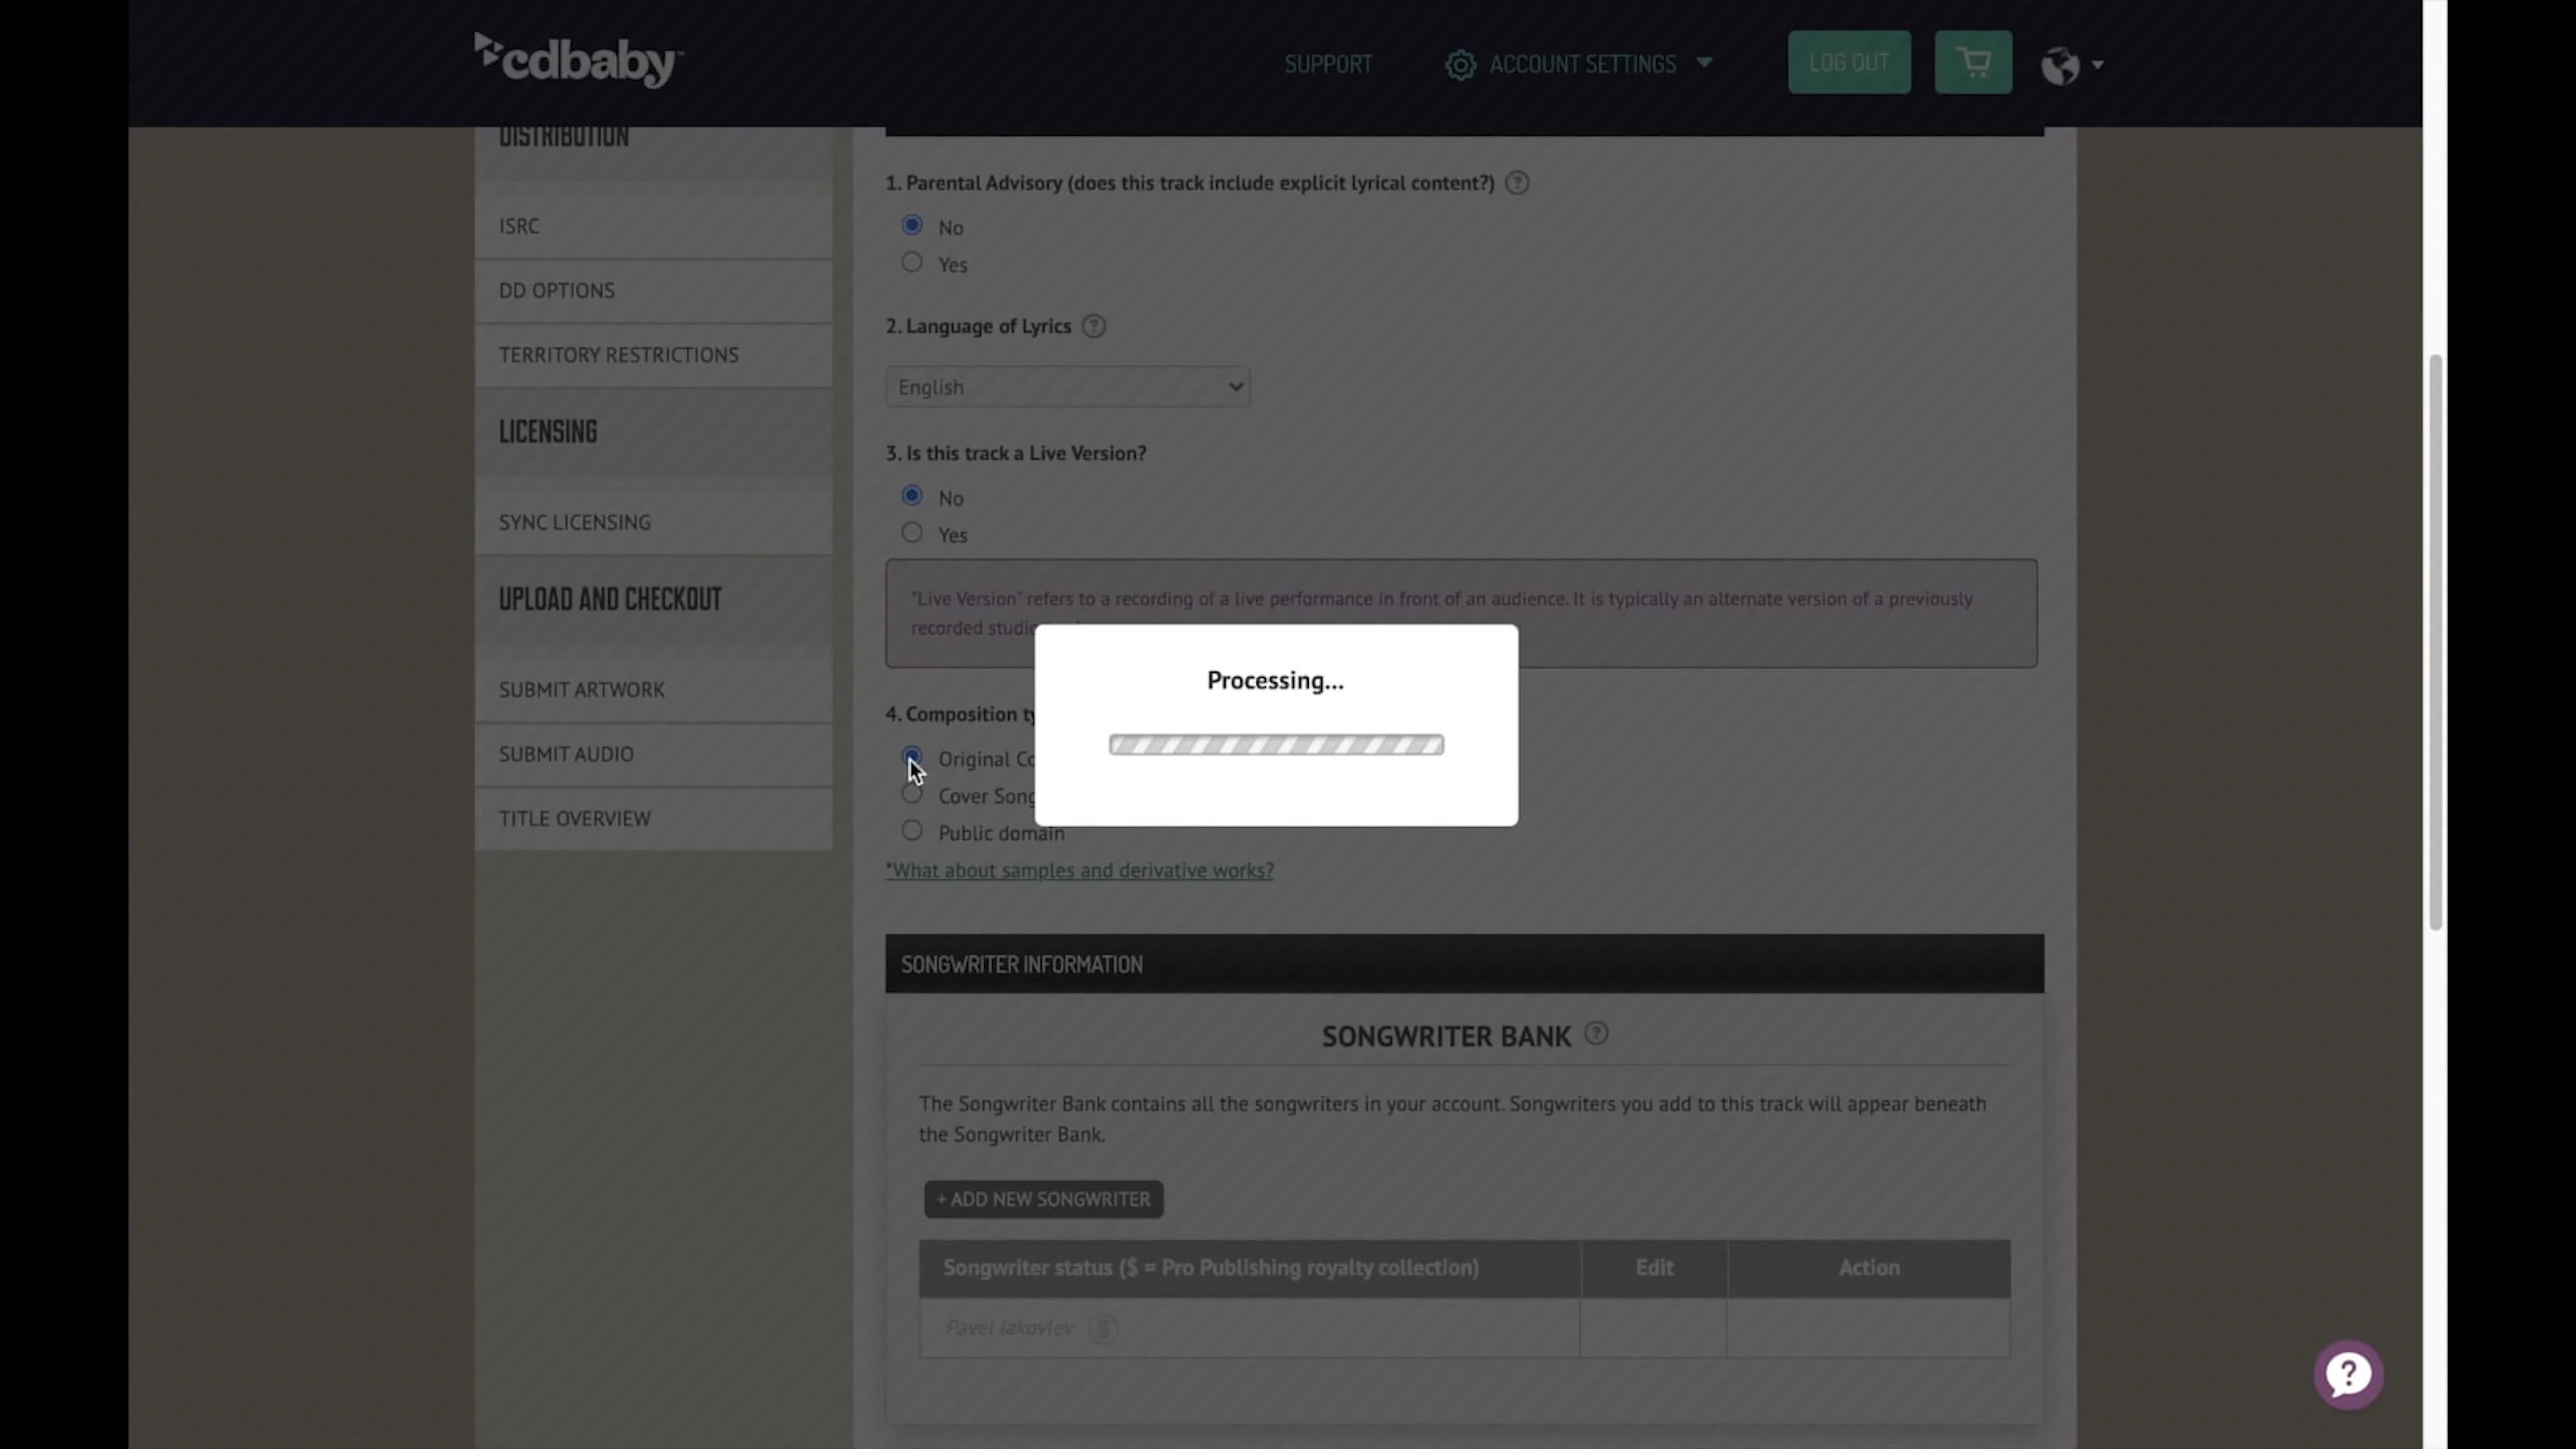 cdbaby
SUPPORT
ACCOUNT SETTINGS
LOG OUT
DISTRIBUTION
ISRC
DD OPTIONS
TERRITORY RESTRICTIONS
LICENSING
SYNC LICENSING
UPLOAD AND CHECKOUT
SUBMIT ARTWORK
SUBMIT AUDIO
TITLE OVERVIEW
1. Parental Advisory (does this track include explicit lyrical content?) ?
No
Yes
2. Language of Lyrics ?
English
3. Is this track a Live Version?
No
Yes
"Live Version" refers to a recording of a live performance in front of an audience. It is typically an alternate version of a previously
recorded
Processing...
4. Composition
Original
Cover Song
Public domain
*What about samples and derivative works?
SONGWRITER INFORMATION
SONGWRITER BANK ?
The Songwriter Bank contains all the songwriters in your account. Songwriters you add to this track will appear beneath
the Songwriter Bank.
+ ADD NEW SONGWRITER
Songwriter status ($ = Pro Publishing royalty collection)
Edit
Action
Pavel Iakovlev $
?